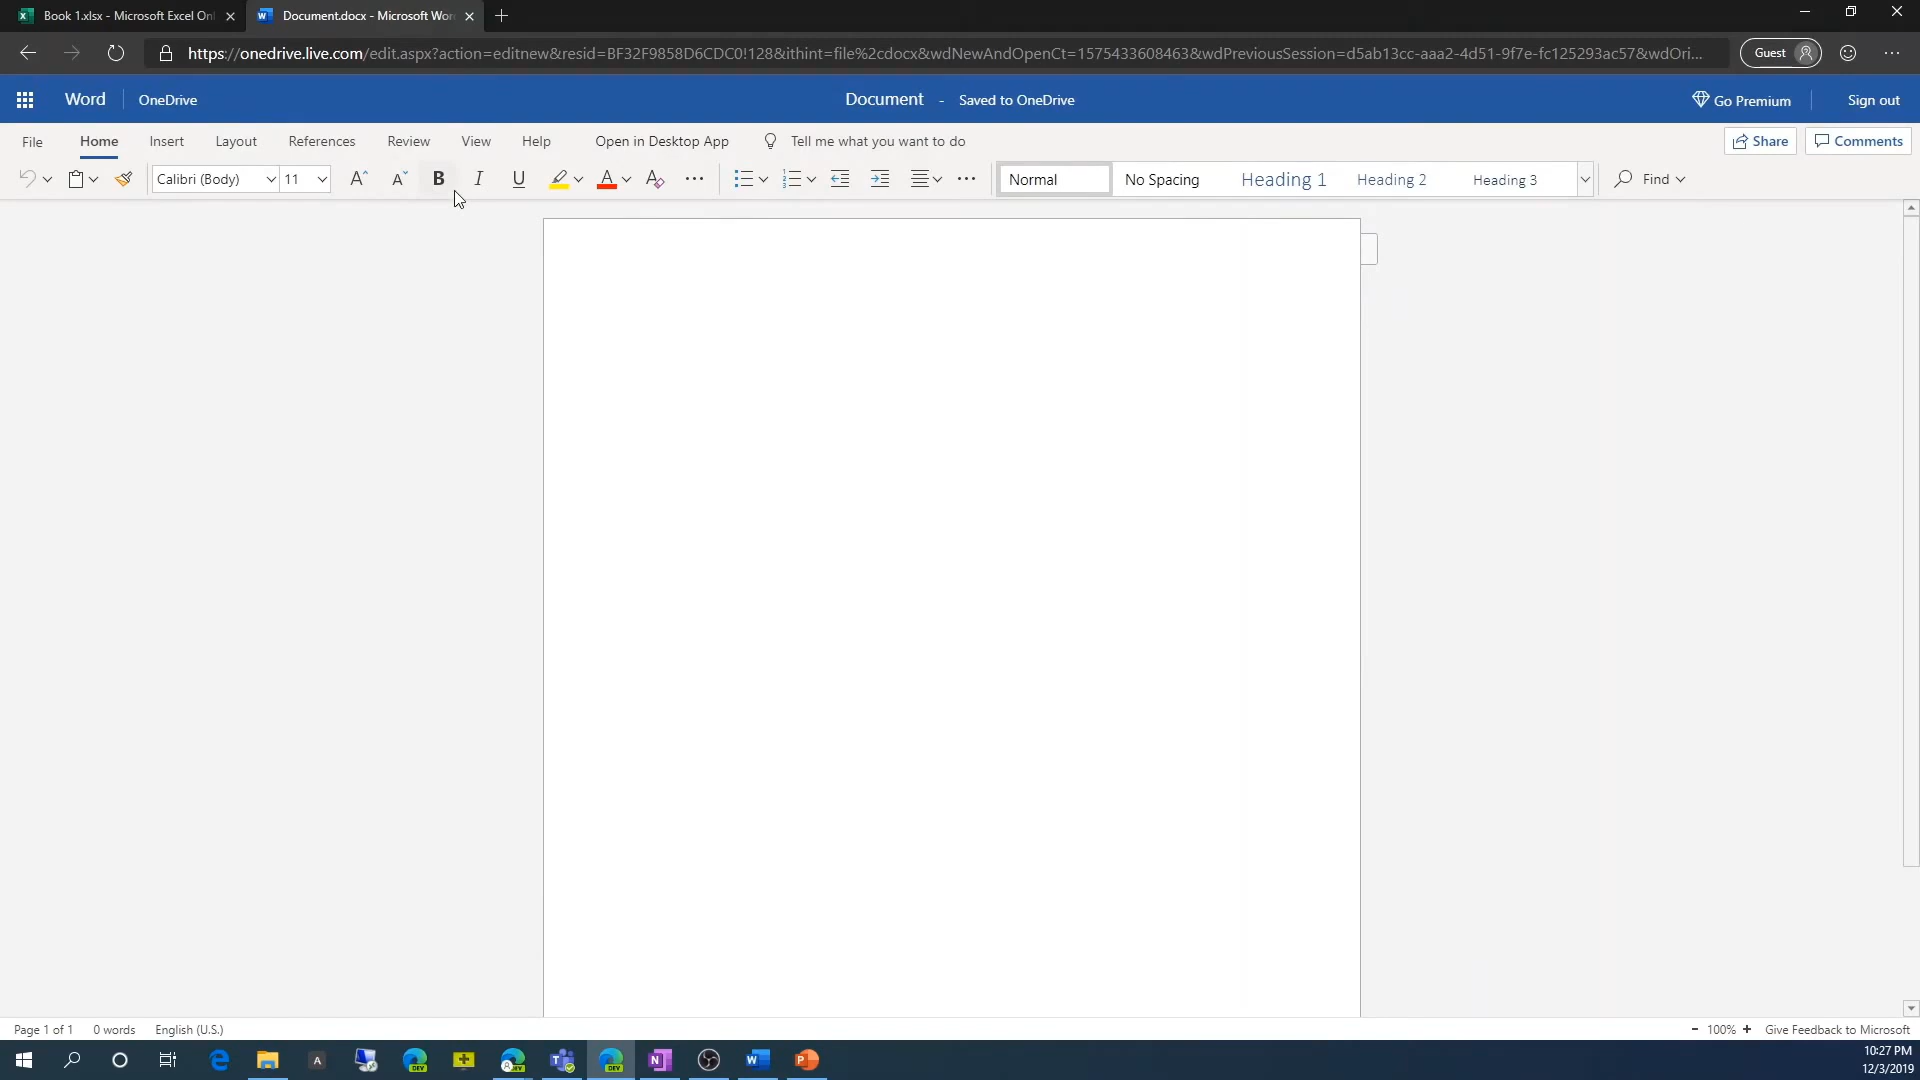 Book 1.xlsx - Microsoft Excel Onl
Document.docx - Microsoft Wor
https://onedrive.live.com/edit.aspx?action=editnew&resid=BF32F9858D6CDC0!128&ithint=file%2cdocx&wdNewAndOpenCt=1575433608463&wdPreviousSession=d5ab13cc-aaa2-4d51-9f7e-fc125293ac57&wdOri...
Guest
Word OneDrive
Document - Saved to OneDrive
Go Premium
Sign out
File Home Insert Layout References Review View Help Open in Desktop App Tell me what you want to do
Share Comments
Calibri (Body) 11 A A B I U A A
Normal No Spacing Heading 1 Heading 2 Heading 3
Find
Page 1 of 1 0 words English (U.S.)
- 100% + Give Feedback to Microsoft
10:27 PM
12/3/2019